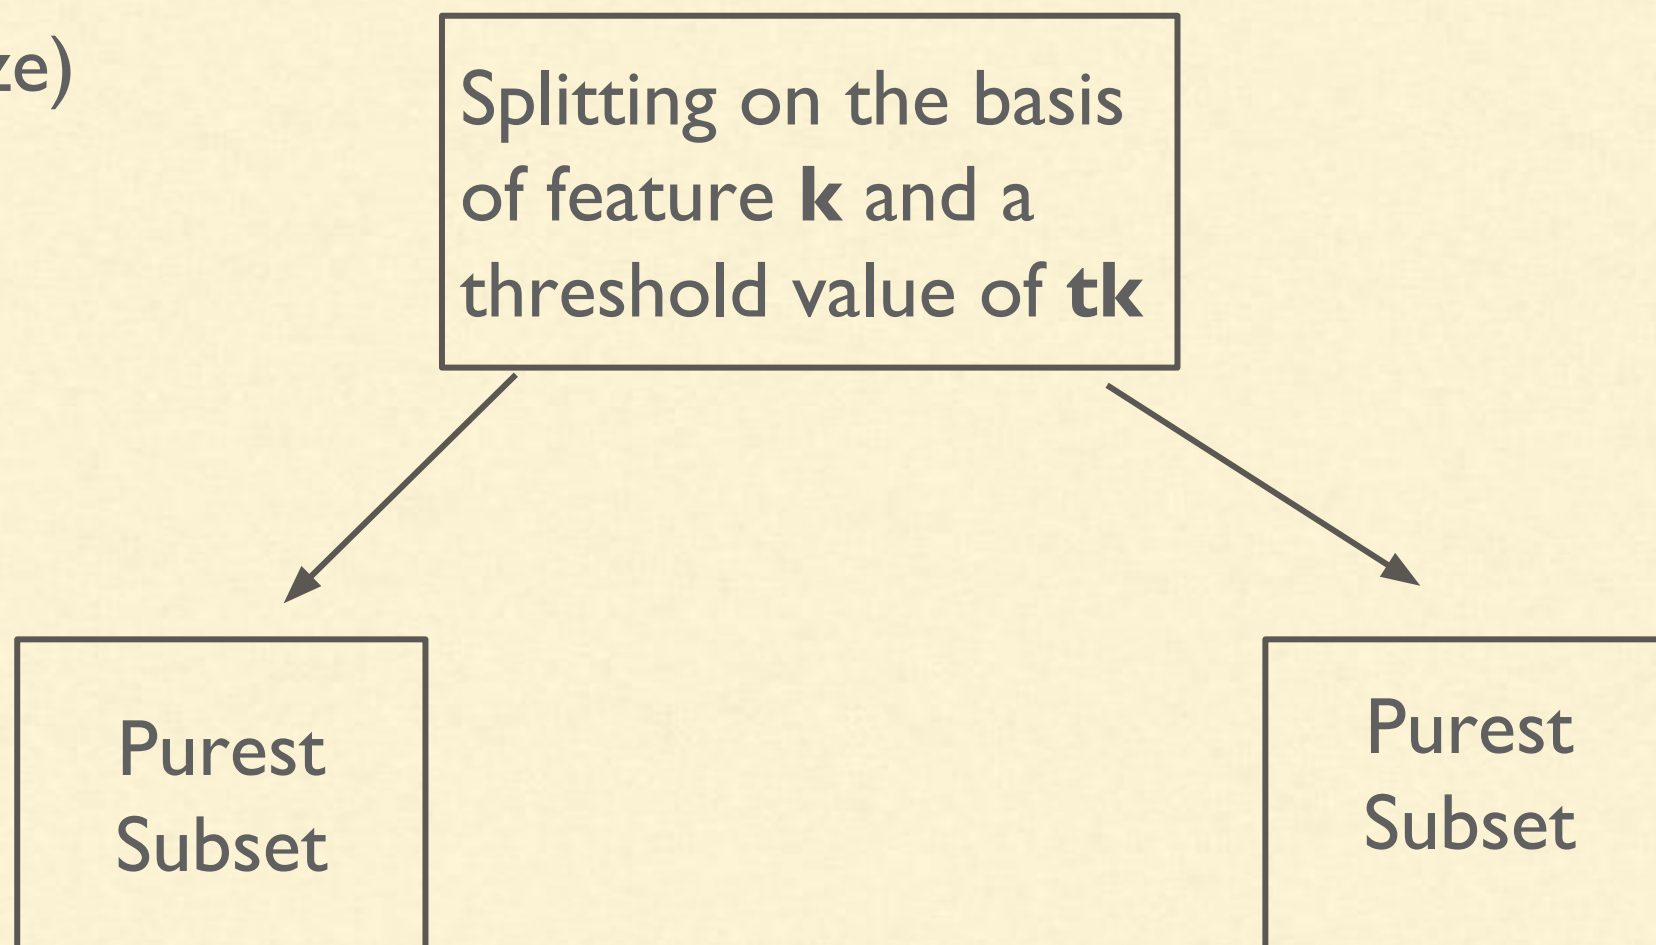 ze)
Splitting on the basis
of feature k and a
threshold value of tk
Purest
Subset
Purest
Subset